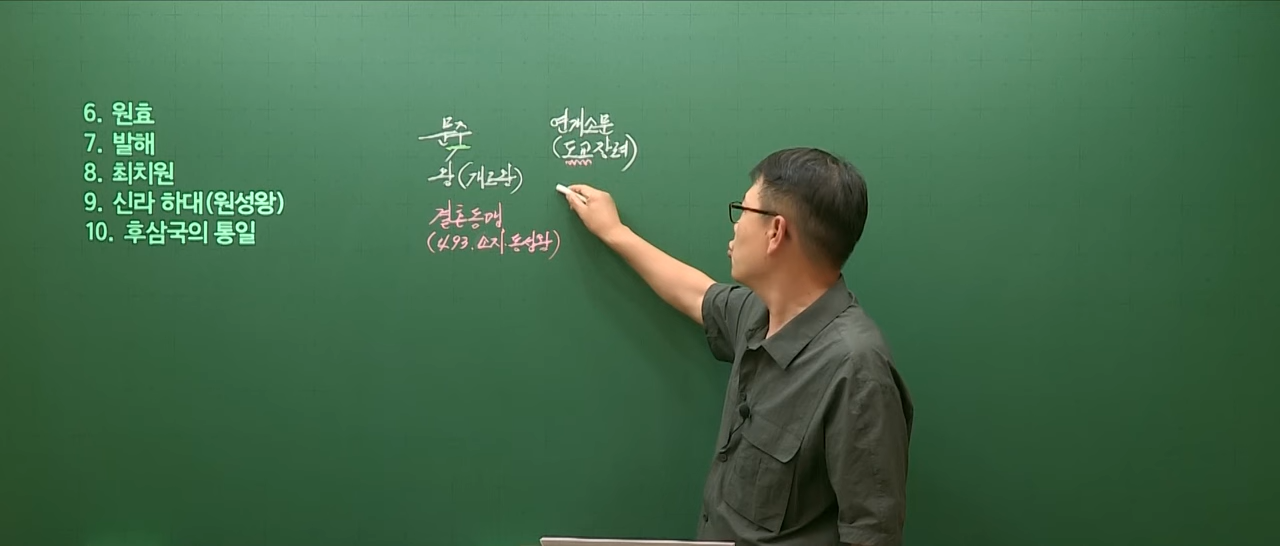 6. 원효
7. 발해
8. 최치원
9. 신라 하대(원성왕)
10. 후삼국의 통일
문주
왕(개로왕)
결혼동맹
(493. 소지·동성왕)
연개소문
(도교장려)